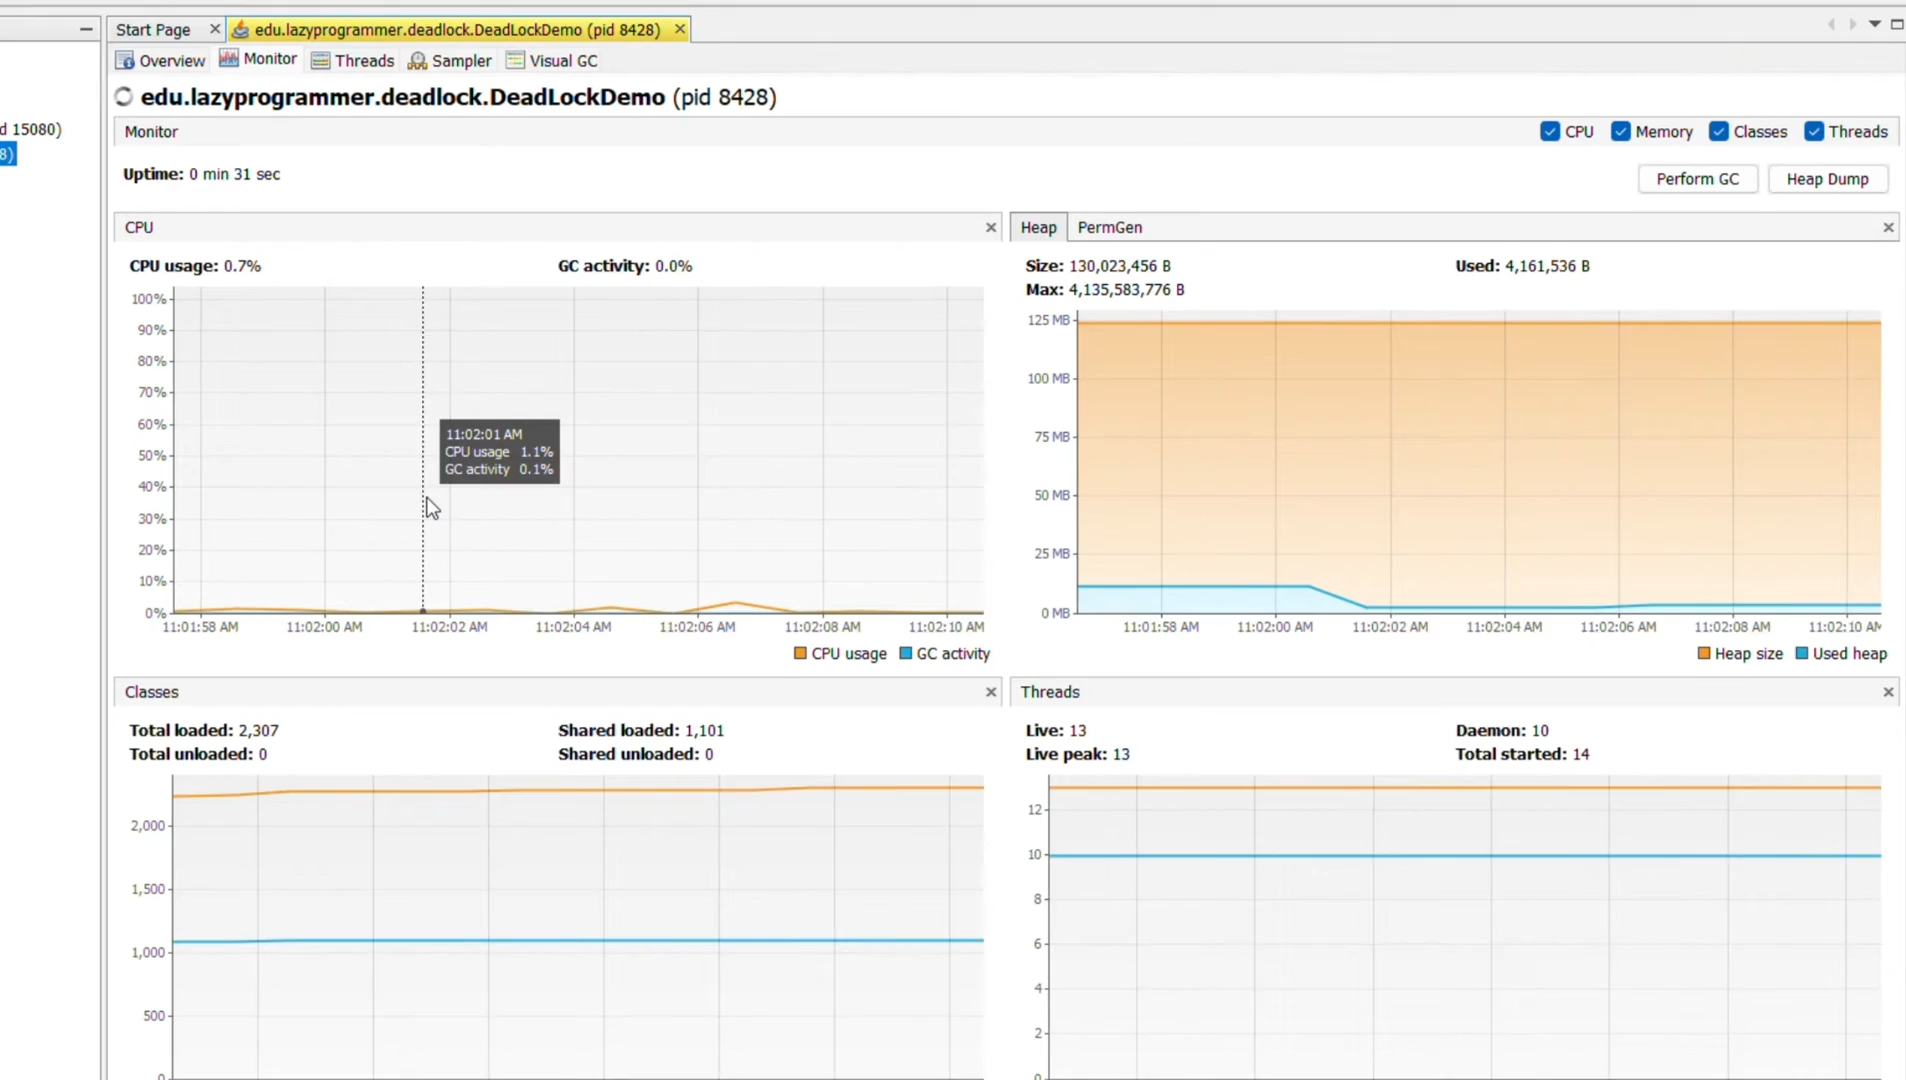 Start Page
edu.lazyprogrammer.deadlock.DeadLockDemo (pid 8428)
Overview Monitor Threads Sampler Visual GC
edu.lazyprogrammer.deadlock.DeadLockDemo (pid 8428)
d 15080)
8)
Monitor
CPU Memory Classes Threads
Uptime: 0 min 31 sec
Perform GC Heap Dump
CPU
CPU usage: 0.7% GC activity: 0.0%
100%
90%
80%
70%
60%
50%
40%
30%
20%
10%
0%
11:02:01 AM
CPU usage 1.1%
GC activity 0.1%
11:01:58 AM 11:02:00 AM 11:02:02 AM 11:02:04 AM 11:02:06 AM 11:02:08 AM 11:02:10 AM
CPU usage GC activity
Heap PermGen
Size: 130,023,456 B Used: 4,161,536 B
Max: 4,135,583,776 B
125 MB
100 MB
75 MB
50 MB
25 MB
0 MB
11:01:58 AM 11:02:00 AM 11:02:02 AM 11:02:04 AM 11:02:06 AM 11:02:08 AM 11:02:10 AM
Heap size Used heap
Classes
Total loaded: 2,307 Shared loaded: 1,101
Total unloaded: 0 Shared unloaded: 0
2,000
1,500
1,000
500
0
Threads
Live: 13 Daemon: 10
Live peak: 13 Total started: 14
12
10
8
6
4
2
0